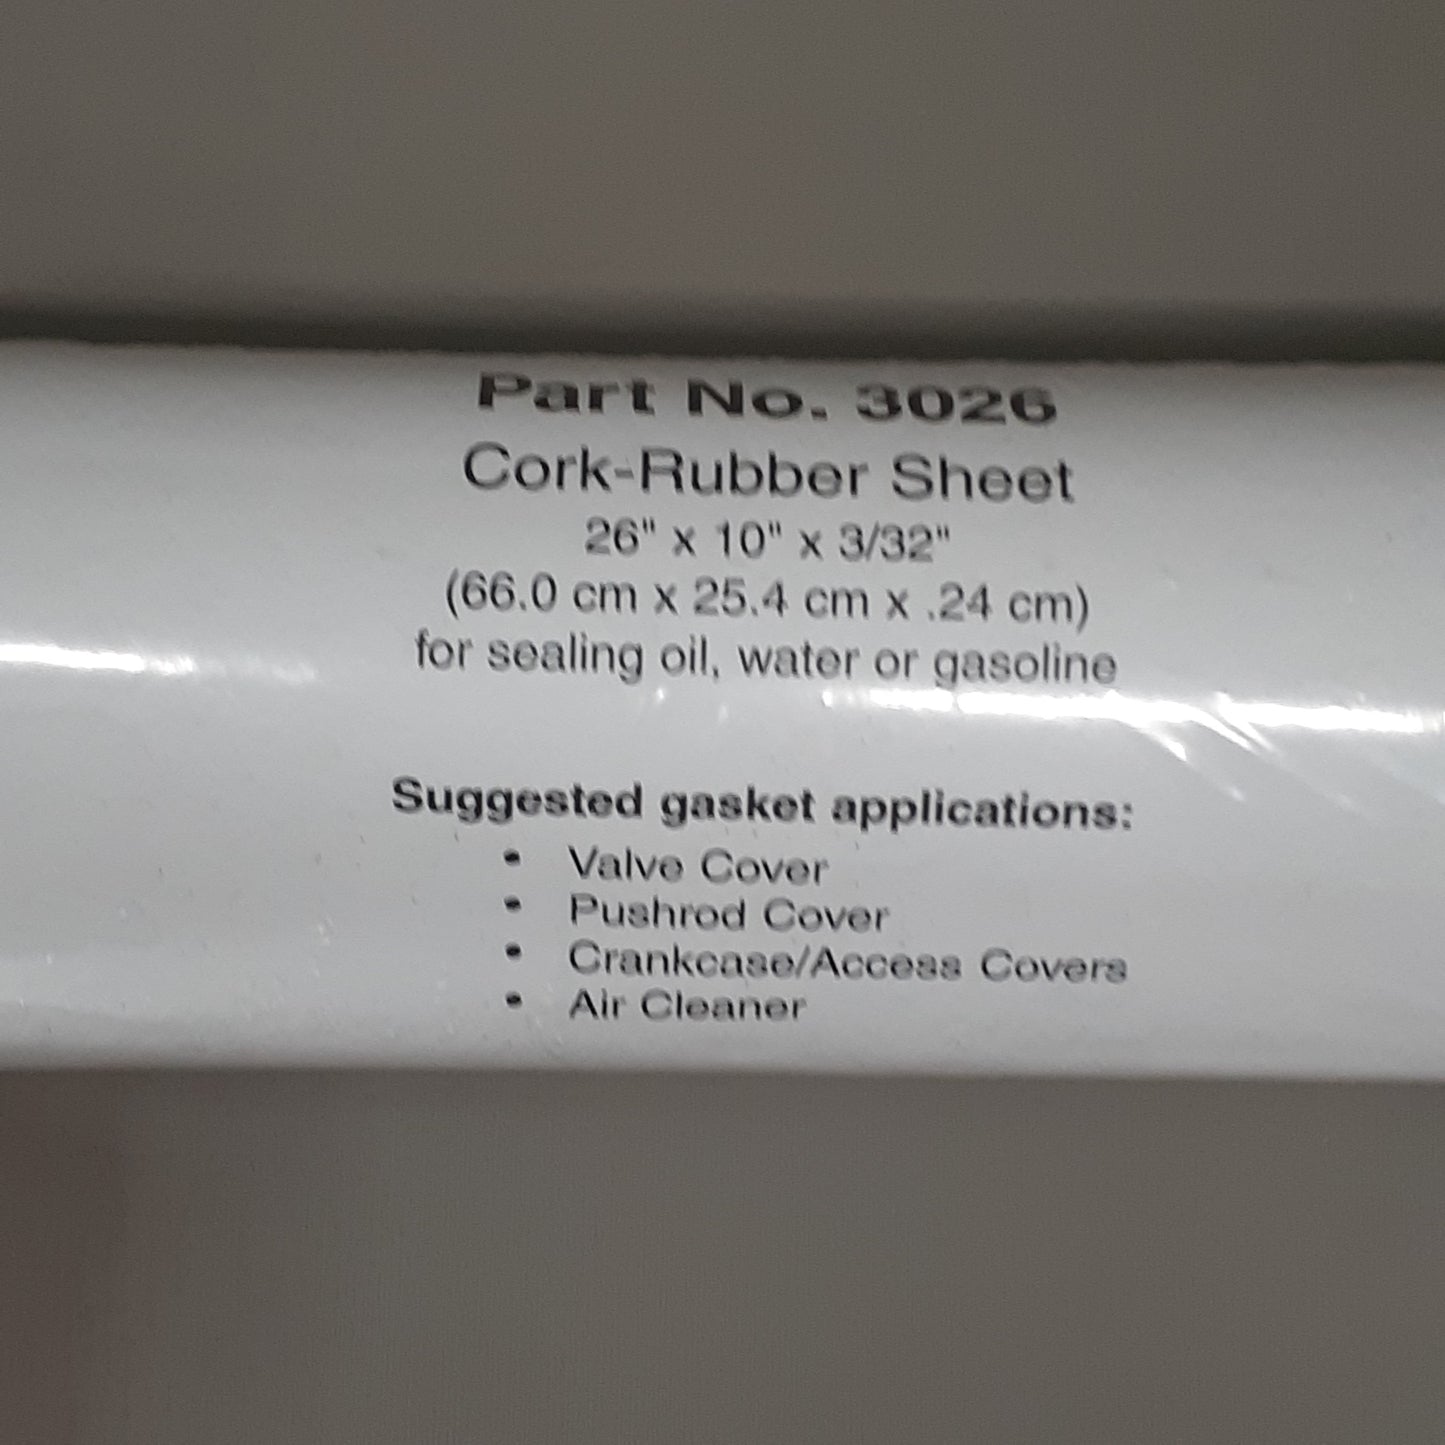 Part No. 3026
Cork-Rubber Sheet
26" x 10" x 3/32"
(66.0 cm x 25.4 cm x .24 cm)
for sealing oil, water or gasoline
Suggested gasket applications:
• Valve Cover
• Pushrod Cover
• Crankcase/Access Covers
• Air Cleaner